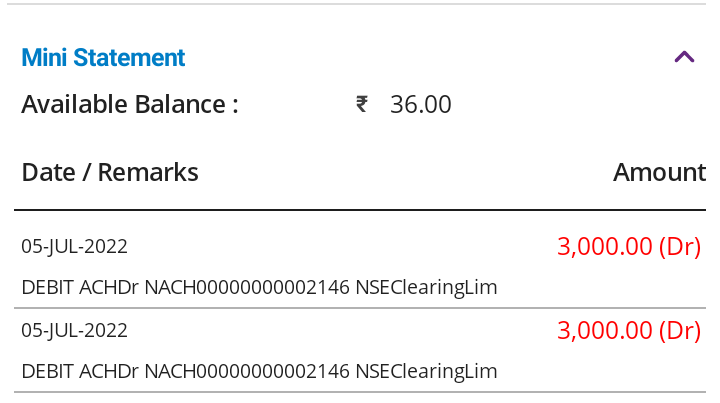 Mini Statement
Available Balance : ₹ 36.00
Date / Remarks Amount
05-JUL-2022 3,000.00 (Dr)
DEBIT ACHDr NACH00000000002146 NSEClearingLim
05-JUL-2022 3,000.00 (Dr)
DEBIT ACHDr NACH00000000002146 NSEClearingLim